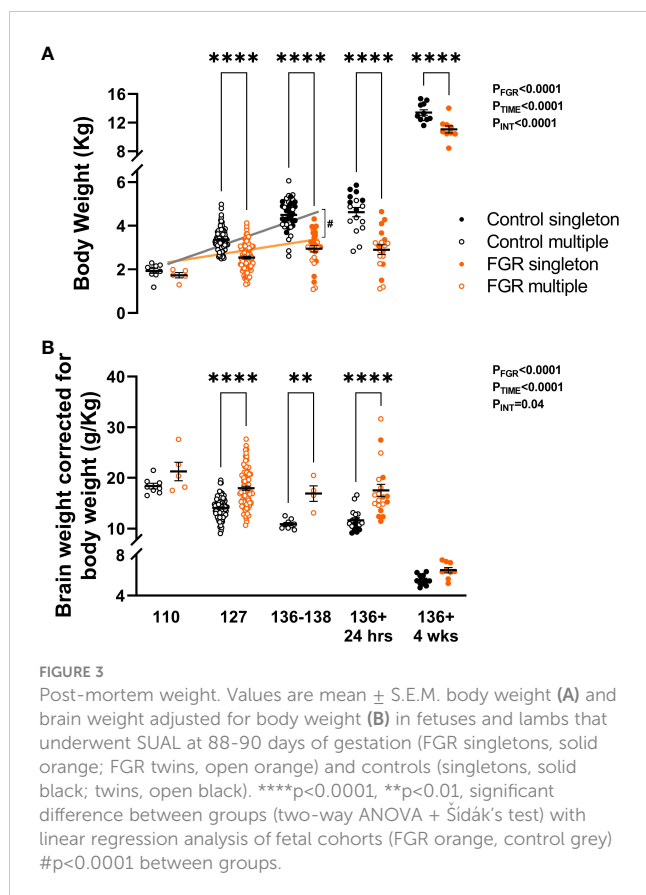 A
**** **** **** ****
Body Weight (Kg)
16
12
8
6
4
2
0
#
PFGR<0.0001
PTIME<0.0001
PINT<0.0001
Control singleton
Control multiple
FGR singleton
FGR multiple
B
Brain weight corrected for
body weight (g/Kg)
40
30
20
10
8
4
**** ** ****
PFGR<0.0001
PTIME<0.0001
PINT=0.04
110 127 136-138 136+ 136+
24 hrs 4 wks
FIGURE 3
Post-mortem weight. Values are mean ± S.E.M. body weight (A) and
brain weight adjusted for body weight (B) in fetuses and lambs that
underwent SUAL at 88-90 days of gestation (FGR singletons, solid
orange; FGR twins, open orange) and controls (singletons, solid
black; twins, open black). ****p<0.0001, **p<0.01, significant
difference between groups (two-way ANOVA + Šídák’s test) with
linear regression analysis of fetal cohorts (FGR orange, control grey)
#p<0.0001 between groups.